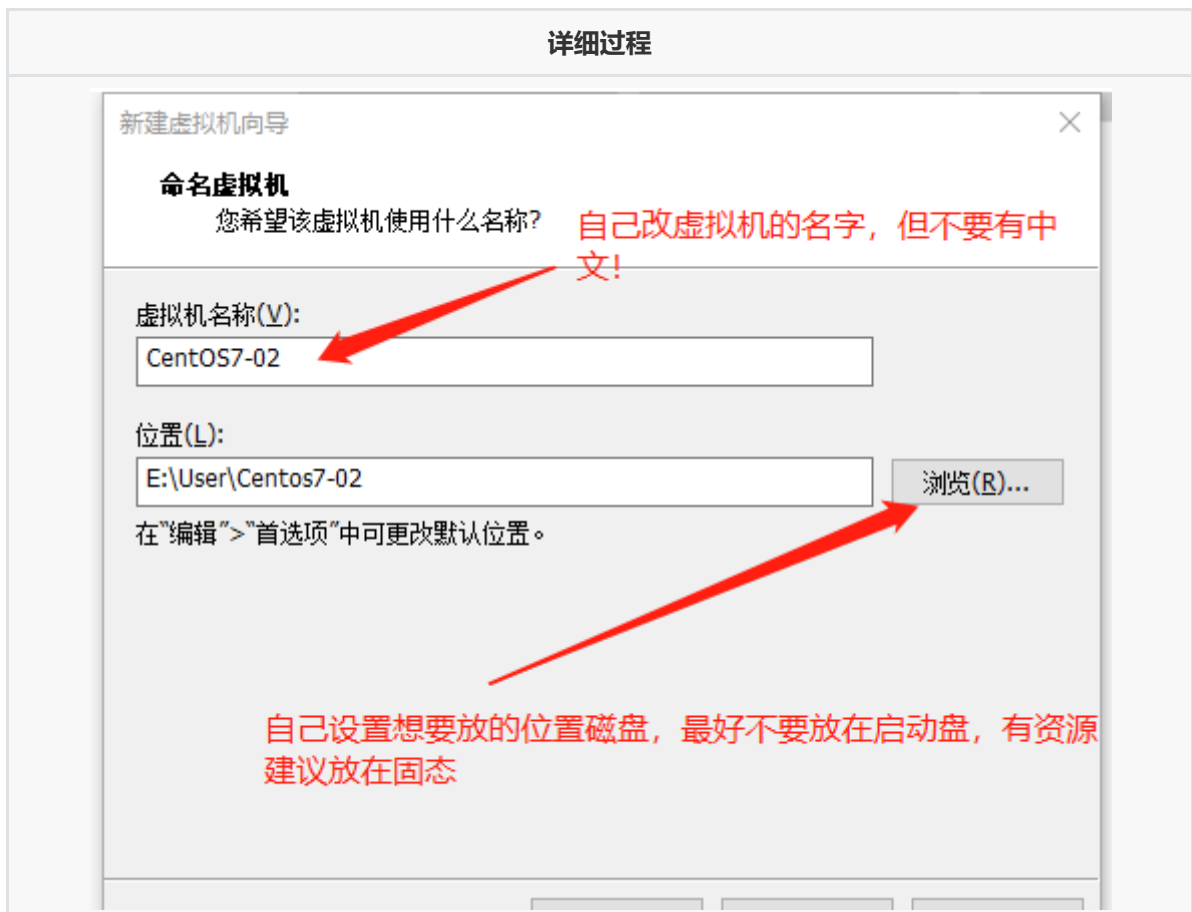 详细过程
新建虚拟机向导
命名虚拟机
您希望该虚拟机使用什么名称?
自己改虚拟机的名字，但不要有中
文!
虚拟机名称(V):
CentOS7-02
位置(L):
E:\User\Centos7-02
浏览(R)...
在"编辑">"首选项"中可更改默认位置。
自己设置想要放的位置磁盘，最好不要放在启动盘，有资源
建议放在固态